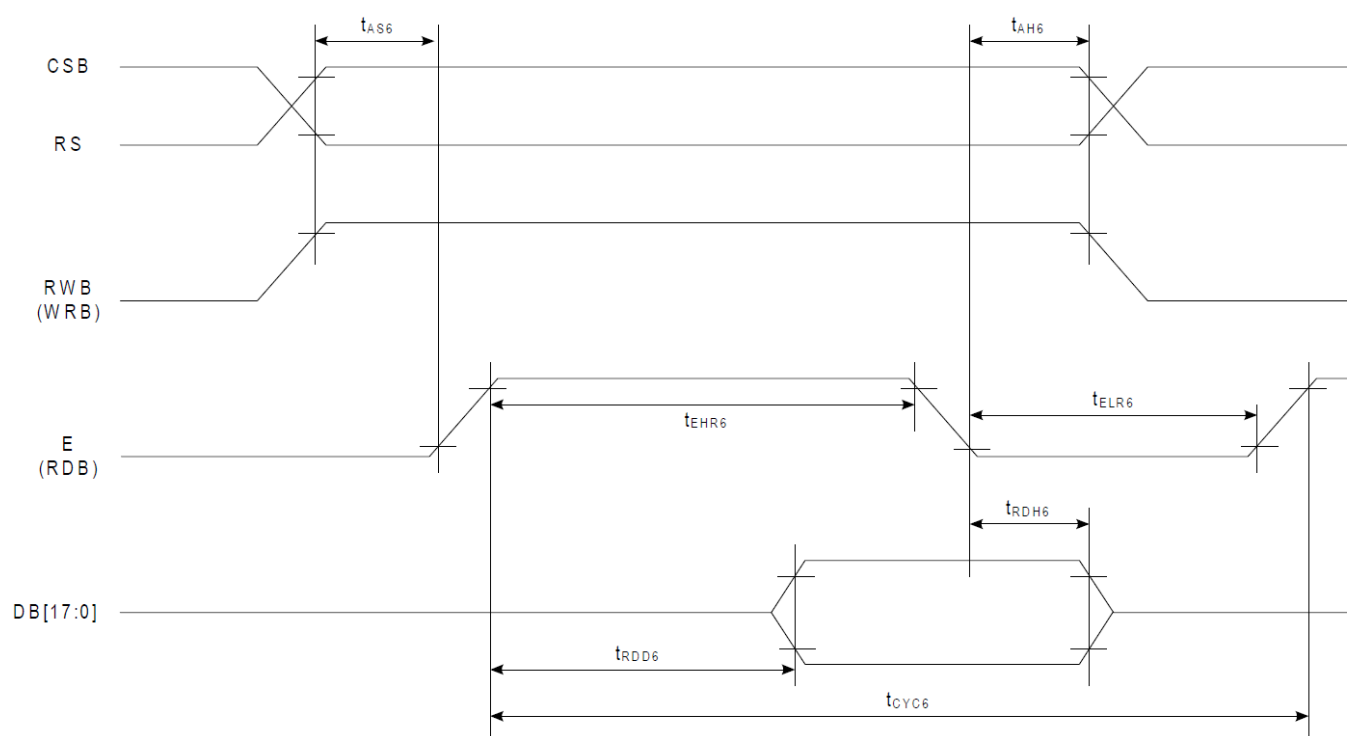 tAS6
tAH6
CSB
RS
RWB
(WRB)
tEHR6
tELR6
E
(RDB)
tRDH6
DB[17:0]
tRDD6
tCYC6